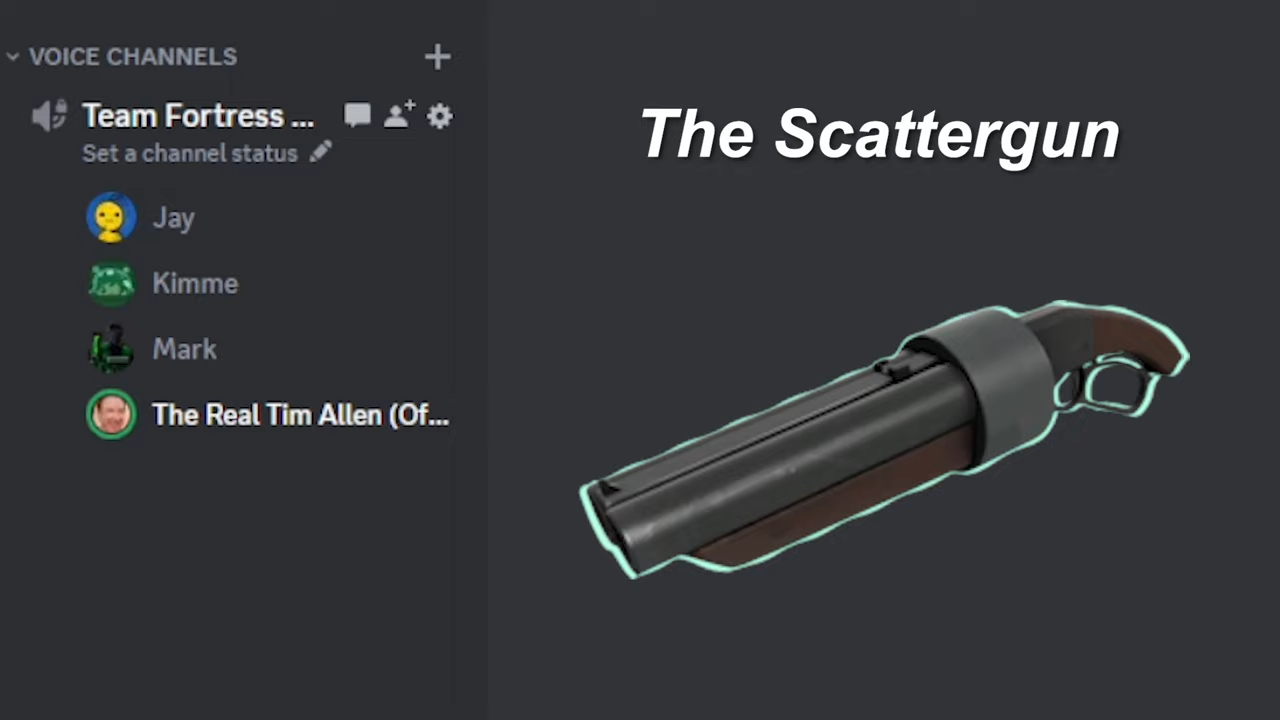 VOICE CHANNELS
Team Fortress ...
Set a channel status
Jay
Kimme
Mark
The Real Tim Allen (Of...
The Scattergun